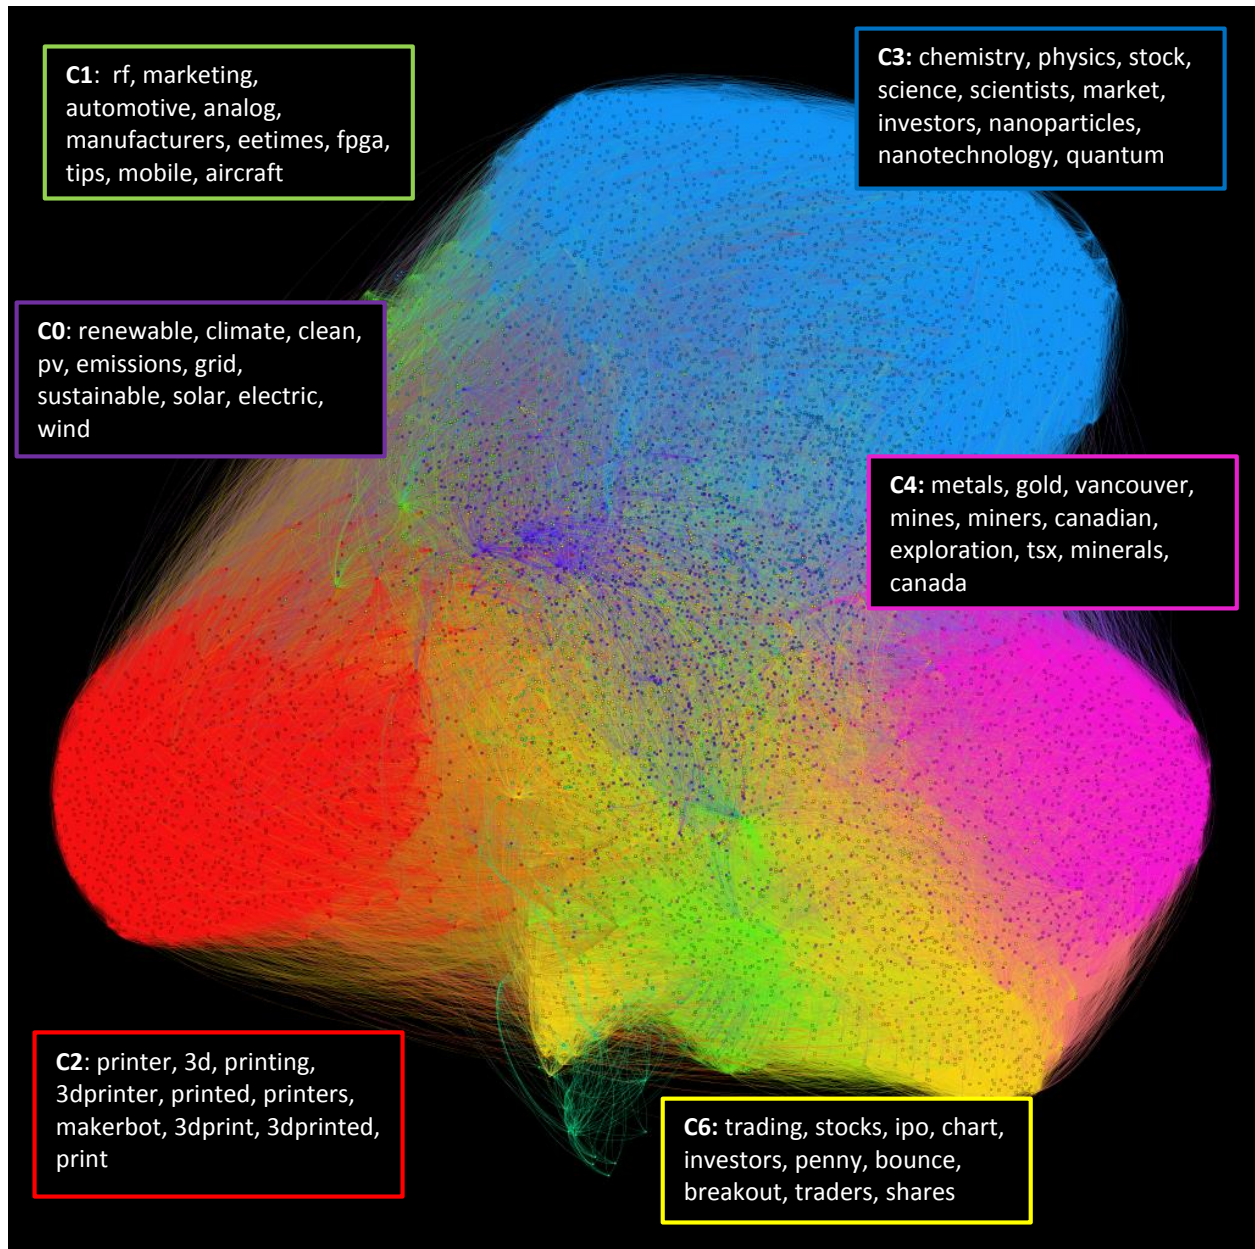 C1: rf, marketing,
automotive, analog,
manufacturers, eetimes, fpga,
tips, mobile, aircraft
C3: chemistry, physics, stock,
science, scientists, market,
investors, nanoparticles,
nanotechnology, quantum
C0: renewable, climate, clean,
pv, emissions, grid,
sustainable, solar, electric,
wind
C4: metals, gold, vancouver,
mines, miners, canadian,
exploration, tsx, minerals,
canada
C2: printer, 3d, printing,
3dprinter, printed, printers,
makerbot, 3dprint, 3dprinted,
print
C6: trading, stocks, ipo, chart,
investors, penny, bounce,
breakout, traders, shares